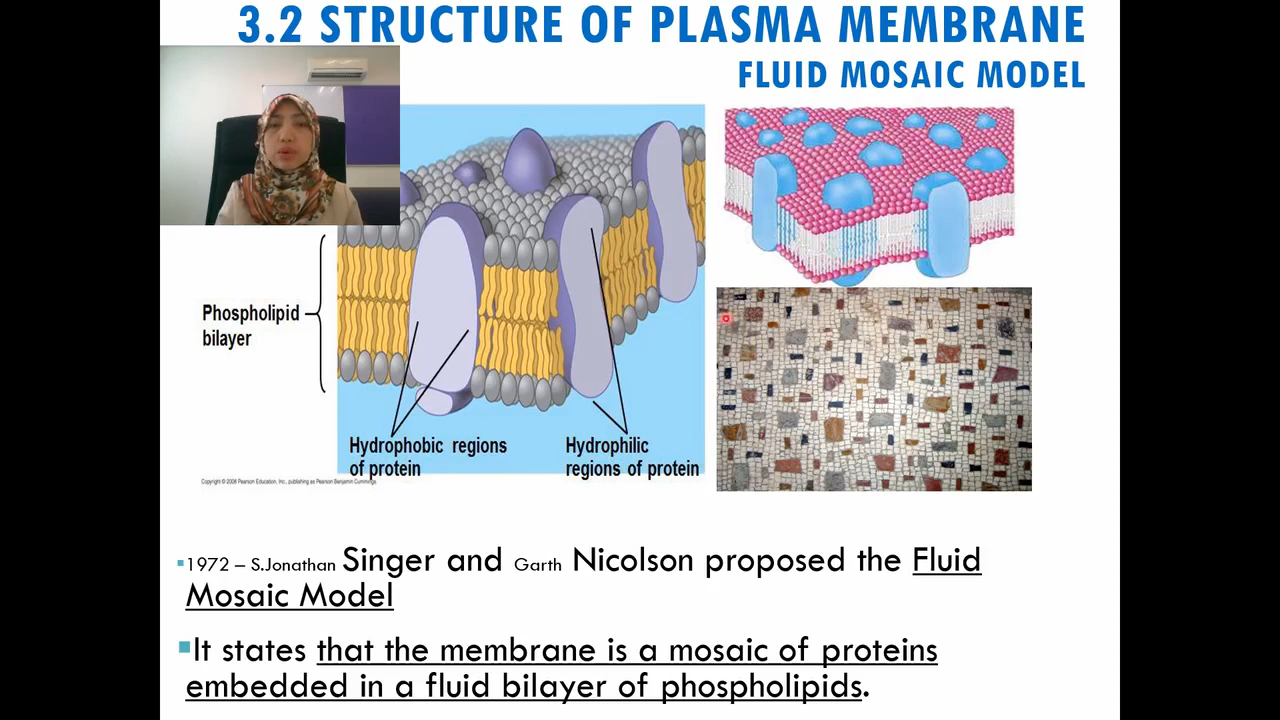 3.2 STRUCTURE OF PLASMA MEMBRANE
FLUID MOSAIC MODEL
Phospholipid
bilayer
Hydrophobic regions
of protein
Hydrophilic
regions of protein
Copyright © 2008 Pearson Education, Inc., publishing as Pearson Benjamin Cummings.
▪1972 – S.Jonathan Singer and Garth Nicolson proposed the Fluid
Mosaic Model
▪It states that the membrane is a mosaic of proteins
embedded in a fluid bilayer of phospholipids.